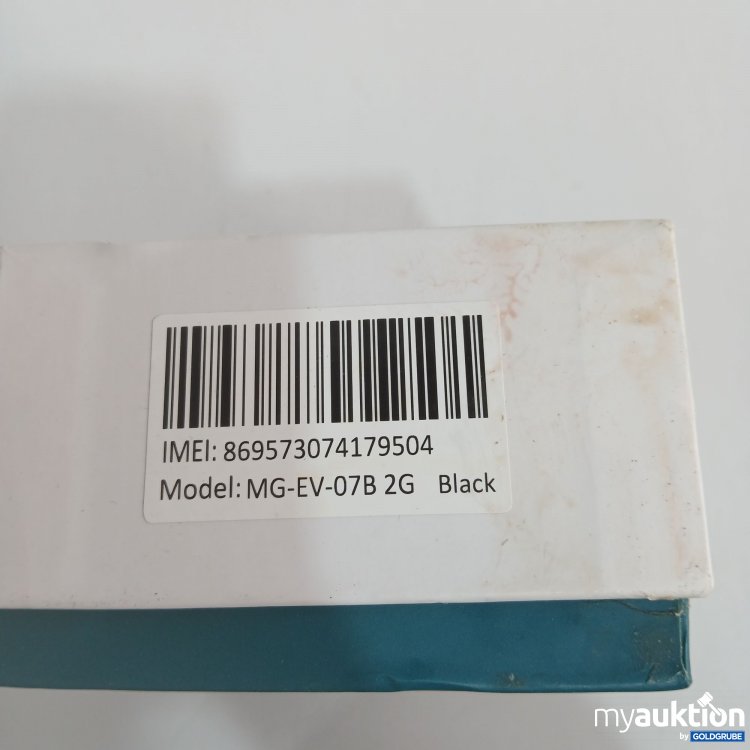 IMEI: 869573074179504
Model: MG-EV-07B 2G Black
myauktion
by GOLDGRUBE